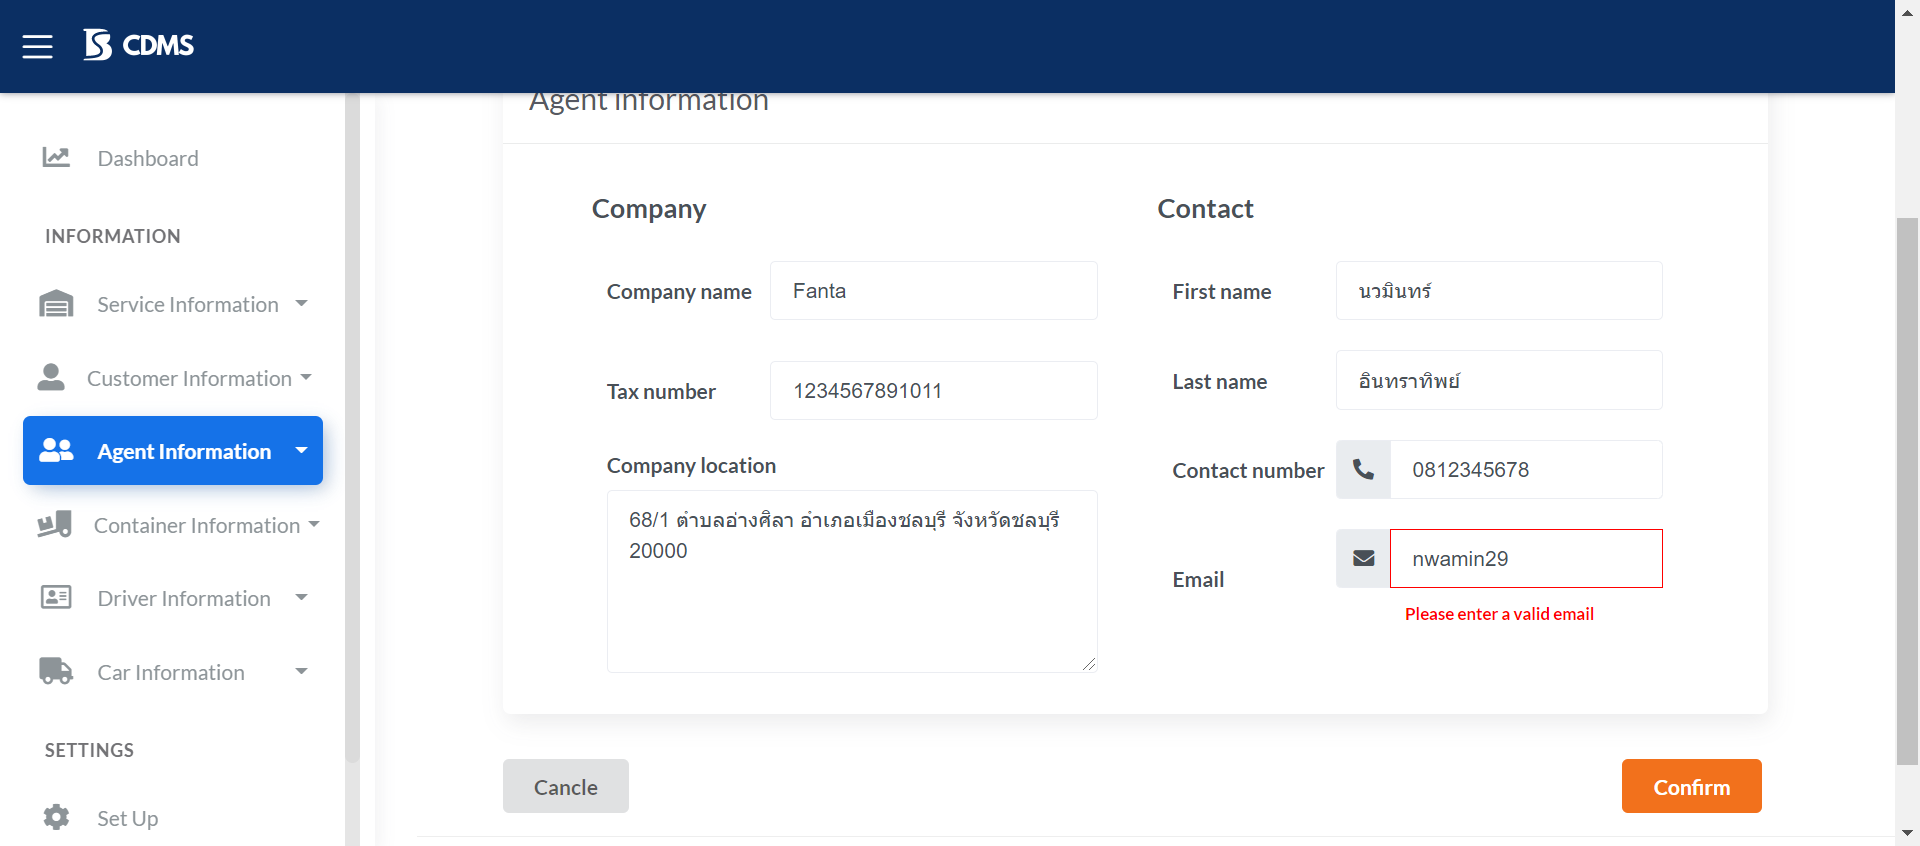 CDMS
Dashboard
INFORMATION
Service Information
Customer Information
Agent Information
Container Information
Driver Information
Car Information
SETTINGS
Set Up
Agent information
Company
Company name
Fanta
Tax number
1234567891011
Company location
68/1 ตำบลอ่างศิลา อำเภอเมืองชลบุรี จังหวัดชลบุรี
20000
Contact
First name
นวมินทร์
Last name
อินทราทิพย์
Contact number
0812345678
Email
nwamin29
Please enter a valid email
Cancle
Confirm